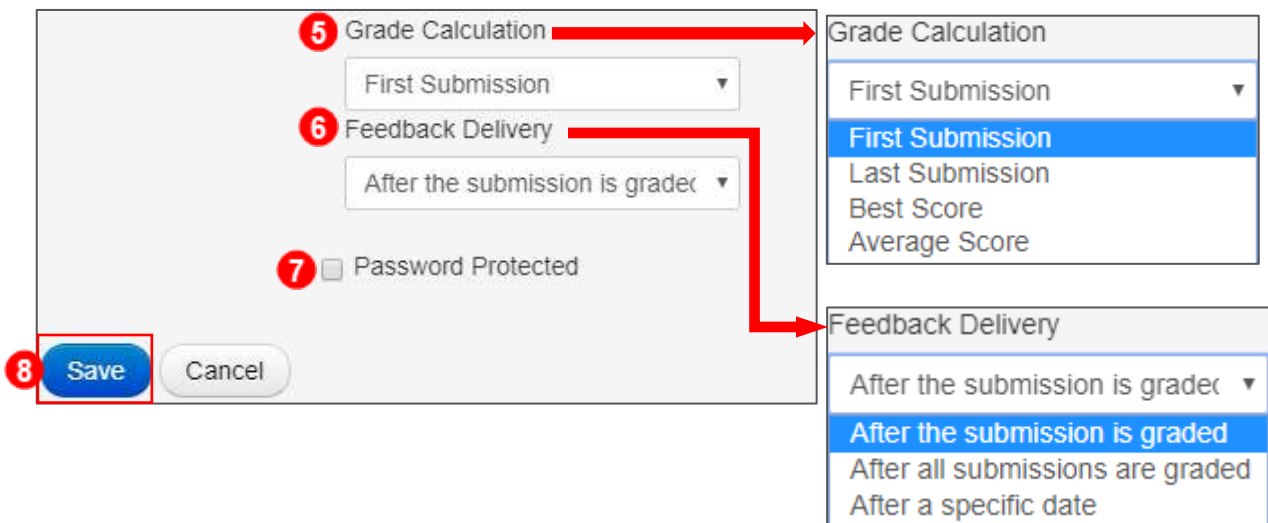 5 Grade Calculation
First Submission
6 Feedback Delivery
After the submission is graded
7 Password Protected
8 Save Cancel
Grade Calculation
First Submission
First Submission
Last Submission
Best Score
Average Score
Feedback Delivery
After the submission is graded
After the submission is graded
After all submissions are graded
After a specific date